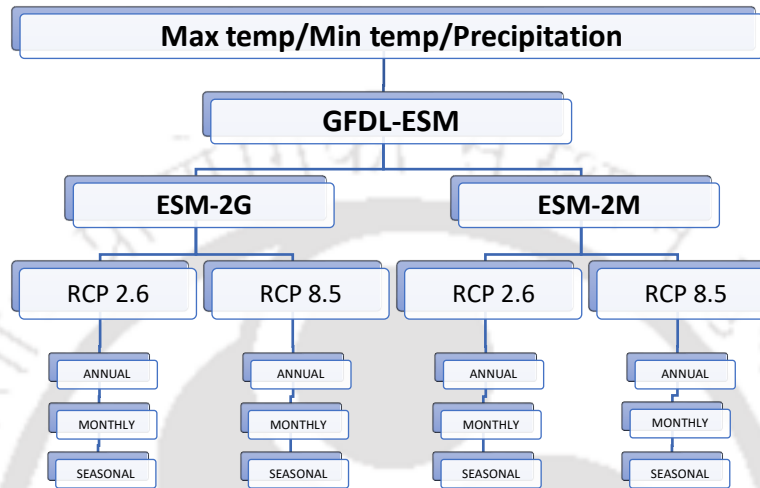 Max temp/Min temp/Precipitation
GFDL-ESM
ESM-2G
ESM-2M
RCP 2.6
RCP 8.5
RCP 2.6
RCP 8.5
ANNUAL
ANNUAL
ANNUAL
ANNUAL
MONTHLY
MONTHLY
MONTHLY
MONTHLY
SEASONAL
SEASONAL
SEASONAL
SEASONAL